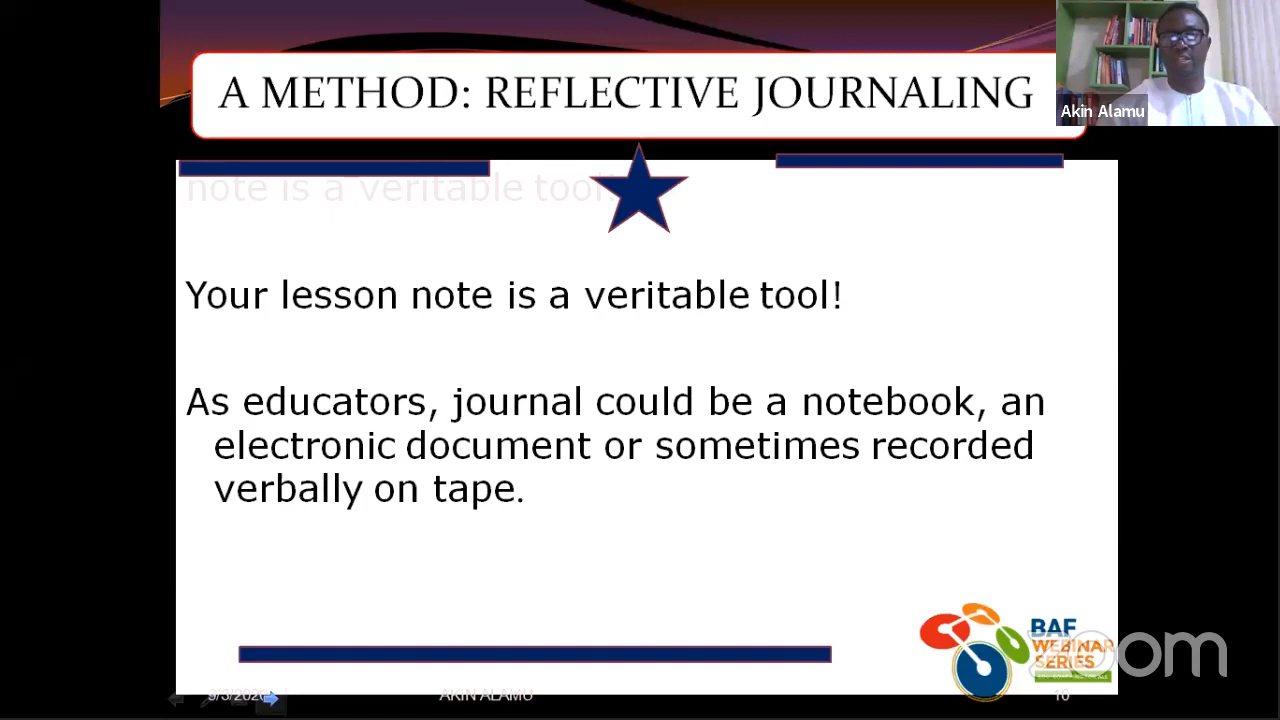 A METHOD: REFLECTIVE JOURNALING
Akin Alamu
note is a veritable tool!
Your lesson note is a veritable tool!
As educators, journal could be a notebook, an
electronic document or sometimes recorded
verbally on tape.
BAF
WEBINAR
SERIES
zoom
AKIN ALAMU
10